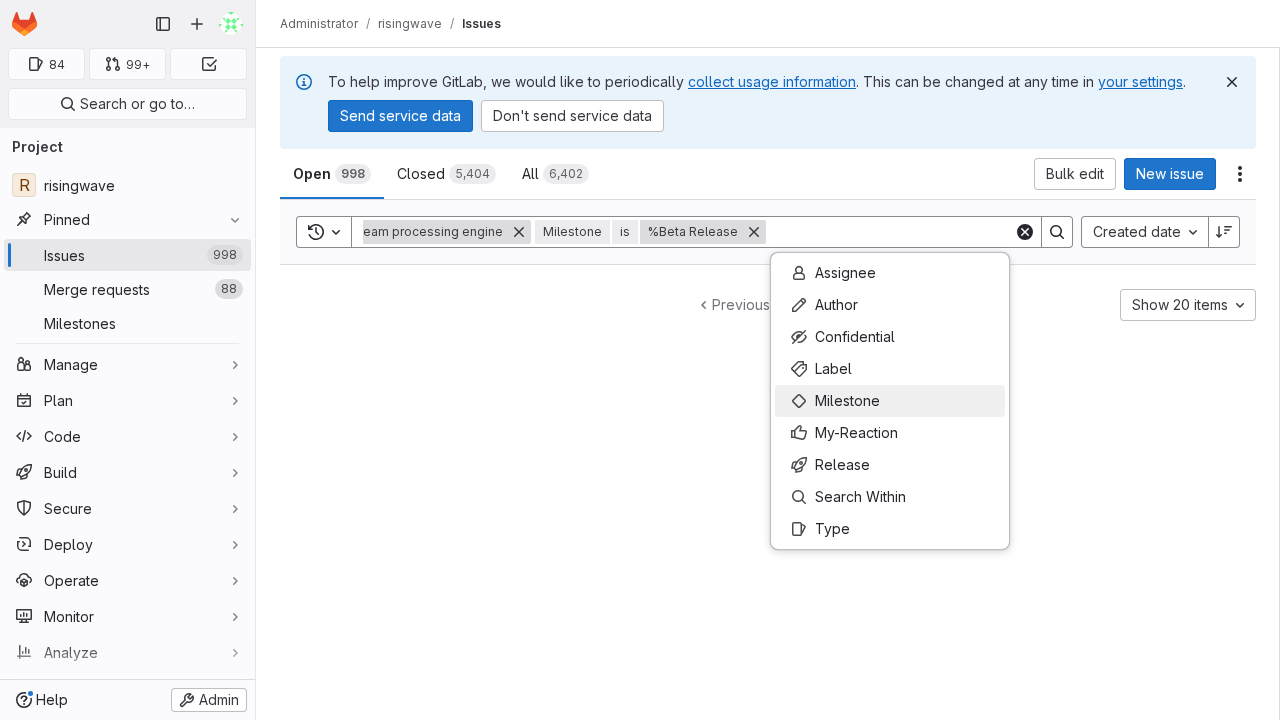 Administrator / risingwave / Issues
84
99+
Search or go to…
Project
R risingwave
Pinned
Issues 998
Merge requests 88
Milestones
Manage
Plan
Code
Build
Secure
Deploy
Operate
Monitor
Analyze
Help
Admin
To help improve GitLab, we would like to periodically collect usage information. This can be changed at any time in your settings.
Send service data
Don't send service data
Open 998
Closed 5,404
All 6,402
Bulk edit
New issue
eam processing engine
Milestone is %Beta Release
Created date
Assignee
Author
Confidential
Label
Milestone
My-Reaction
Release
Search Within
Type
Previous
Show 20 items